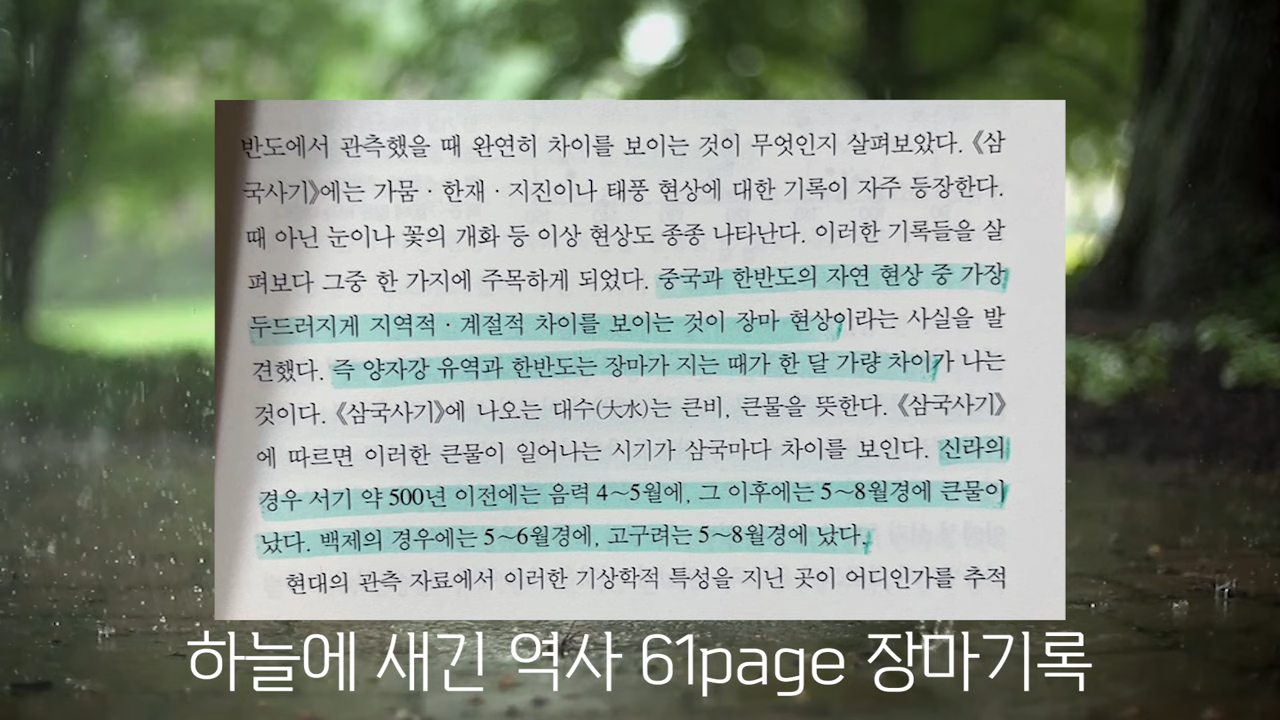 반도에서 관측했을 때 완연히 차이를 보이는 것이 무엇인지 살펴보았다. 《삼
국사기》에는 가뭄 · 한재 · 지진이나 태풍 현상에 대한 기록이 자주 등장한다.
때 아닌 눈이나 꽃의 개화 등 이상 현상도 종종 나타난다. 이러한 기록들을 살
펴보다 그중 한 가지에 주목하게 되었다. 중국과 한반도의 자연 현상 중 가장
두드러지게 지역적 · 계절적 차이를 보이는 것이 장마 현상이라는 사실을 발
견했다. 즉 양자강 유역과 한반도는 장마가 지는 때가 한 달 가량 차이가 나는
것이다. 《삼국사기》에 나오는 대수(大水)는 큰비, 큰물을 뜻한다. 《삼국사기》
에 따르면 이러한 큰물이 일어나는 시기가 삼국마다 차이를 보인다. 신라의
경우 서기 약 500년 이전에는 음력 4~5월에, 그 이후에는 5~8월경에 큰물이
났다. 백제의 경우에는 5~6월경에, 고구려는 5~8월경에 났다.
현대의 관측 자료에서 이러한 기상학적 특성을 지닌 곳이 어디인가를 추적
하늘에 새긴 역사 61page 장마기록